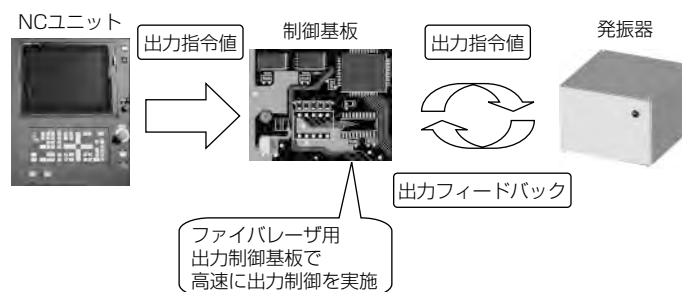 NCユニット
出力指令値
制御基板
出力指令値
発振器
出力フィードバック
ファイバレーザ用
出力制御基板で
高速に出力制御を実施